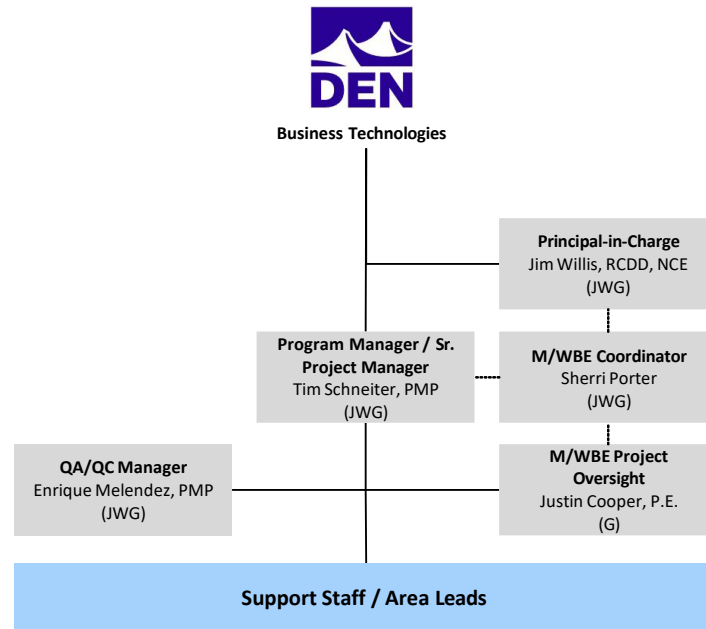 DEN
Business Technologies
Principal-in-Charge
Jim Willis, RCDD, NCE
(JWG)
Program Manager / Sr.
Project Manager
Tim Schneiter, PMP
(JWG)
M/WBE Coordinator
Sherri Porter
(JWG)
QA/QC Manager
Enrique Melendez, PMP
(JWG)
M/WBE Project
Oversight
Justin Cooper, P.E.
(G)
Support Staff / Area Leads